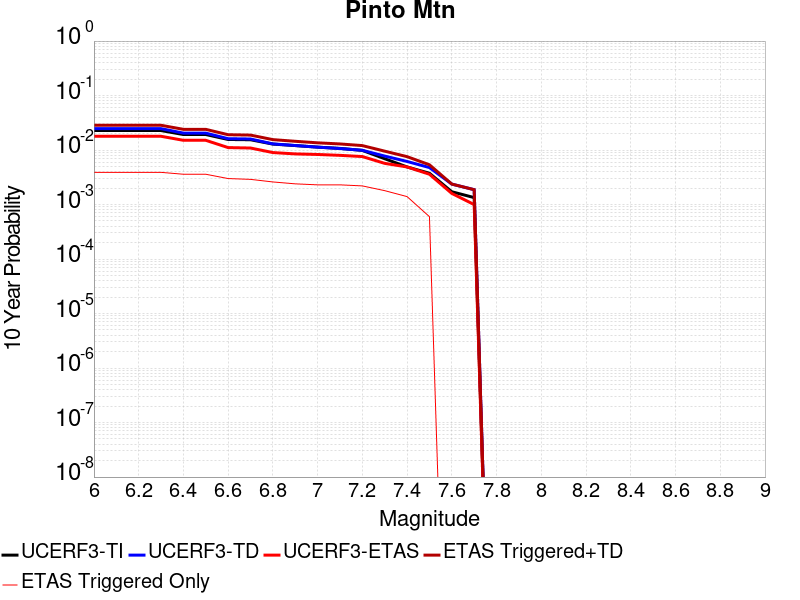 Pinto Mtn
10 Year Probability
10^0
10^-1
10^-2
10^-3
10^-4
10^-5
10^-6
10^-7
10^-8
6 6.2 6.4 6.6 6.8 7 7.2 7.4 7.6 7.8 8 8.2 8.4 8.6 8.8 9
Magnitude
UCERF3-TI UCERF3-TD UCERF3-ETAS ETAS Triggered+TD
ETAS Triggered Only